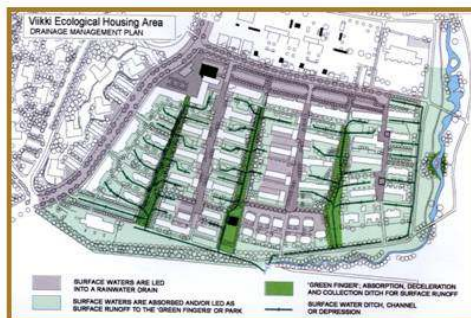 Viikki Ecological Housing Area
DRAINAGE MANAGEMENT PLAN
SURFACE WATERS ARE LED
INTO A RAINWATER DRAIN
SURFACE WATERS ARE ABSORBED AND/OR LED AS
SURFACE RUNOFF TO THE 'GREEN FINGERS' OR PARK
'GREEN FINGER'; ABSORPTION, DECELERATION
AND COLLECTION DITCH FOR SURFACE RUNOFF
SURFACE WATER DITCH, CHANNEL
OR DEPRESSION